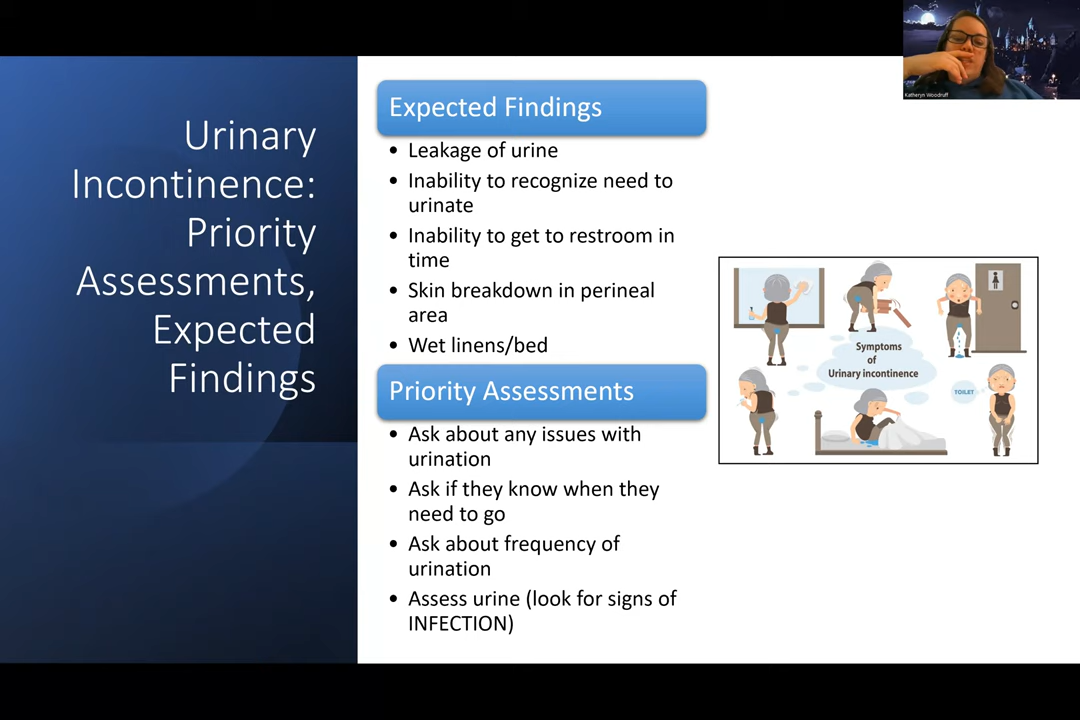 Urinary
Incontinence:
Priority
Assessments,
Expected
Findings
Expected Findings
• Leakage of urine
• Inability to recognize need to
urinate
• Inability to get to restroom in
time
• Skin breakdown in perineal
area
• Wet linens/bed
Priority Assessments
• Ask about any issues with
urination
• Ask if they know when they
need to go
• Ask about frequency of
urination
• Assess urine (look for signs of
INFECTION)
Symptoms
of
Urinary incontinence
TOILET
Katheryn Woodruff